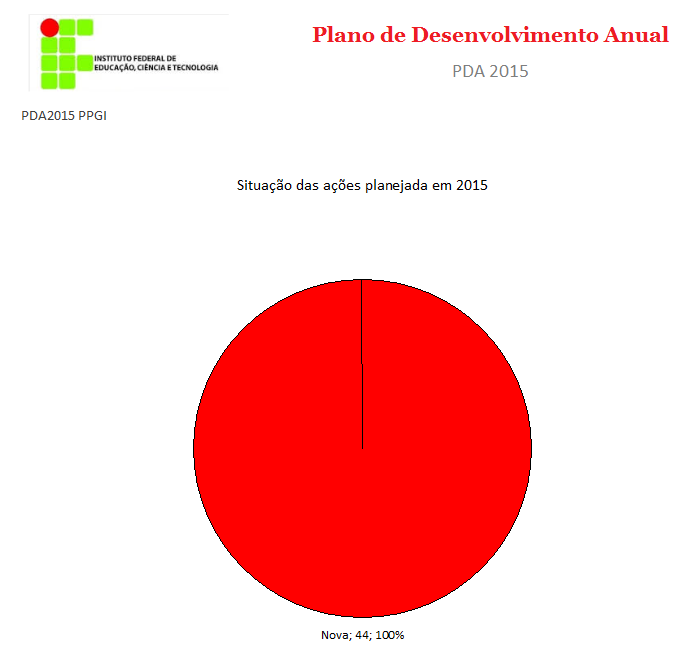 INSTITUTO FEDERAL DE
EDUCAÇÃO, CIÊNCIA E TECNOLOGIA
Plano de Desenvolvimento Anual
PDA 2015
PDA2015 PPGI
Situação das ações planejada em 2015
Nova; 44; 100%